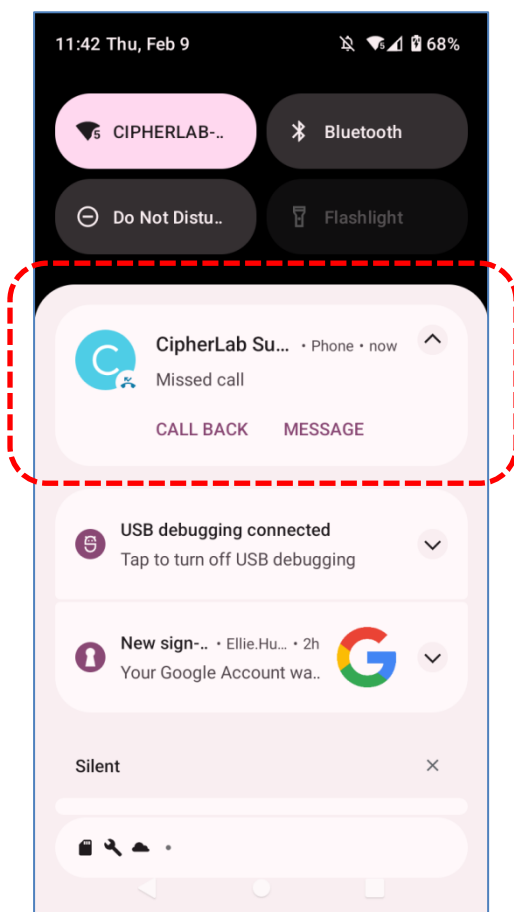 11:42 Thu, Feb 9 5 68%
5 CIPHERLAB-.. Bluetooth
Do Not Distu.. Flashlight
C CipherLab Su... • Phone • now
Missed call
CALL BACK MESSAGE
USB debugging connected
Tap to turn off USB debugging
New sign-.. • Ellie.Hu... • 2h
Your Google Account wa..
Silent